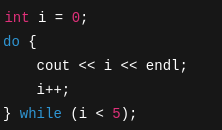 int i = 0;
do {
    cout << i << endl;
    i++;
} while (i < 5);